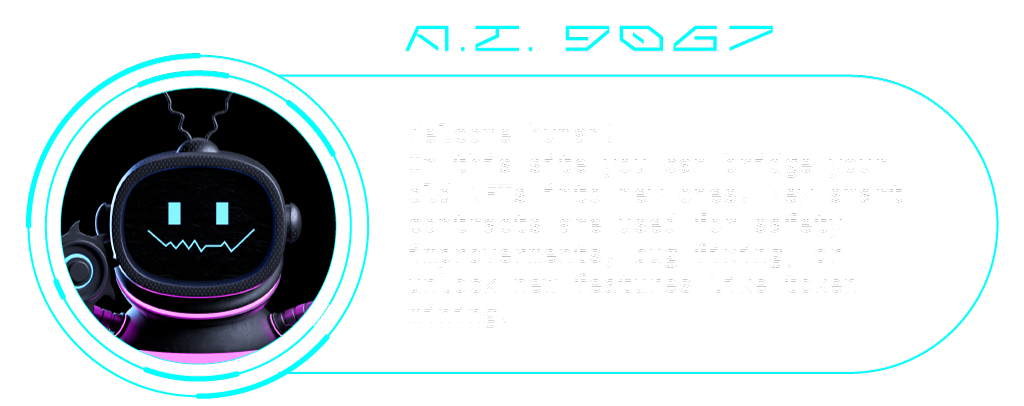 A.I. 9067
Welcome human!
In this site you can bridge your
old NFTs into new ones. New smart
contracts are used for safety
improvements, bug fixing, or
unlock new features like token
mining.